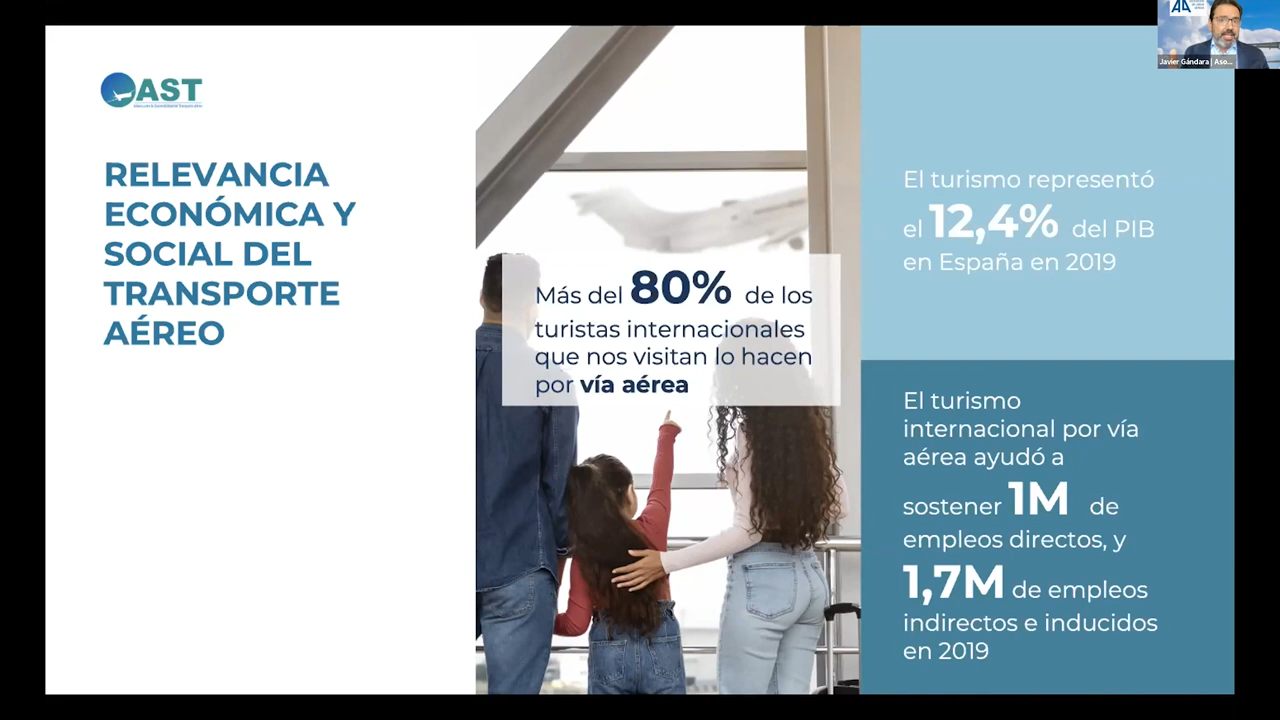 AST
RELEVANCIA
ECONÓMICA Y
SOCIAL DEL
TRANSPORTE
AÉREO
Más del 80% de los
turistas internacionales
que nos visitan lo hacen
por vía aérea
El turismo representó
el 12,4% del PIB
en España en 2019
El turismo
internacional por vía
aérea ayudó a
sostener 1M de
empleos directos, y
1,7M de empleos
indirectos e inducidos
en 2019
Javier Gándara | Aso...